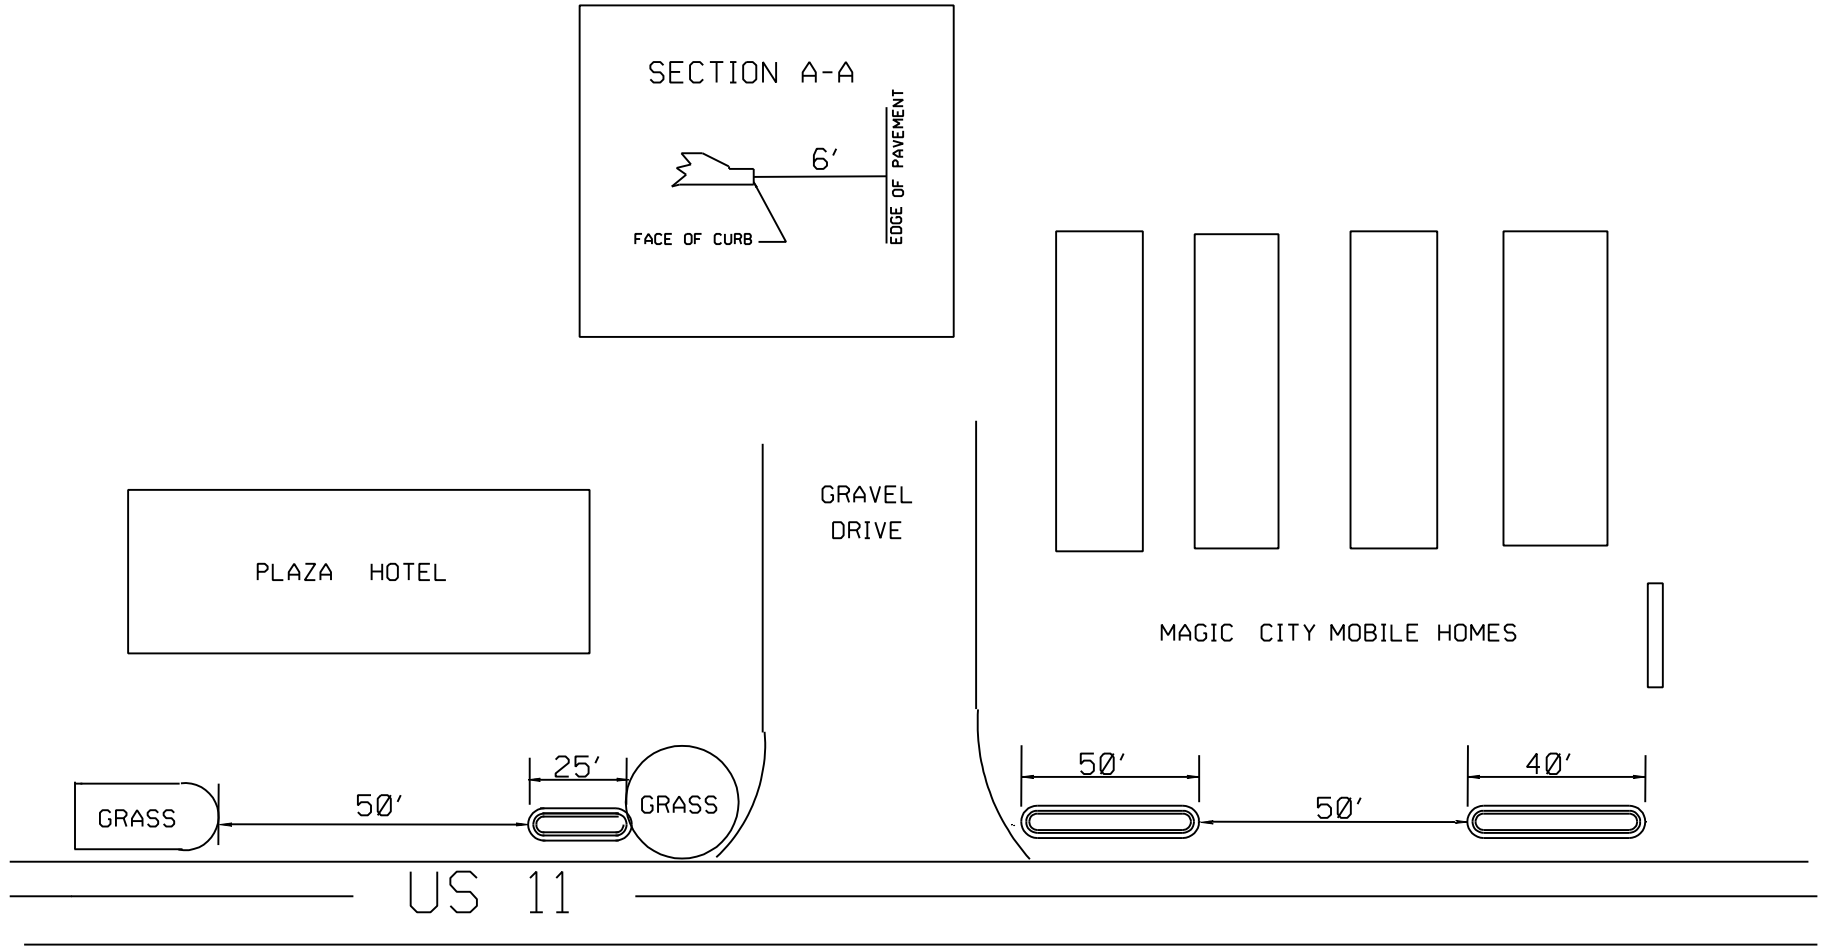 SECTION A-A
6'
EDGE OF PAVEMENT
FACE OF CURB
GRAVEL
DRIVE
PLAZA HOTEL
MAGIC CITY MOBILE HOMES
25'
50'
40'
GRASS
50'
GRASS
50'
US 11